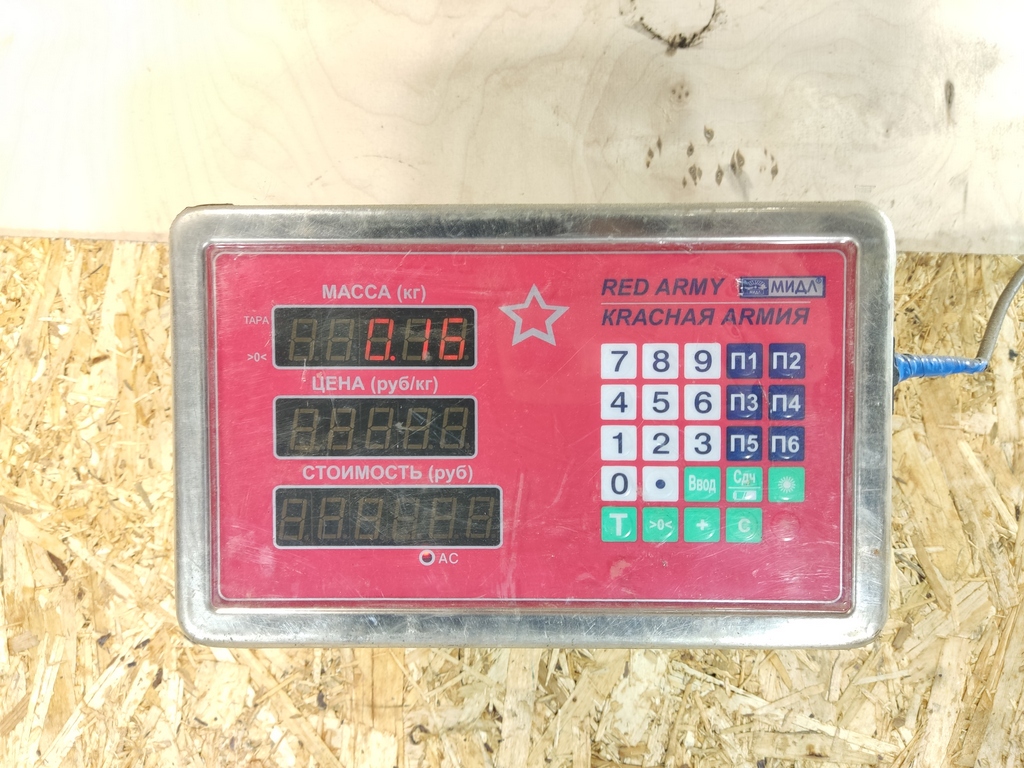 МАССА (кг)
RED ARMY МИДЛ®
КRАСНАЯ АRМИЯ
ТАРА
>0<
0.16
ЦЕНА (руб/кг)
СТОИМОСТЬ (руб)
AC
7 8 9 П1 П2
4 5 6 П3 П4
1 2 3 П5 П6
0 • Ввод Сдч
T >0< + C